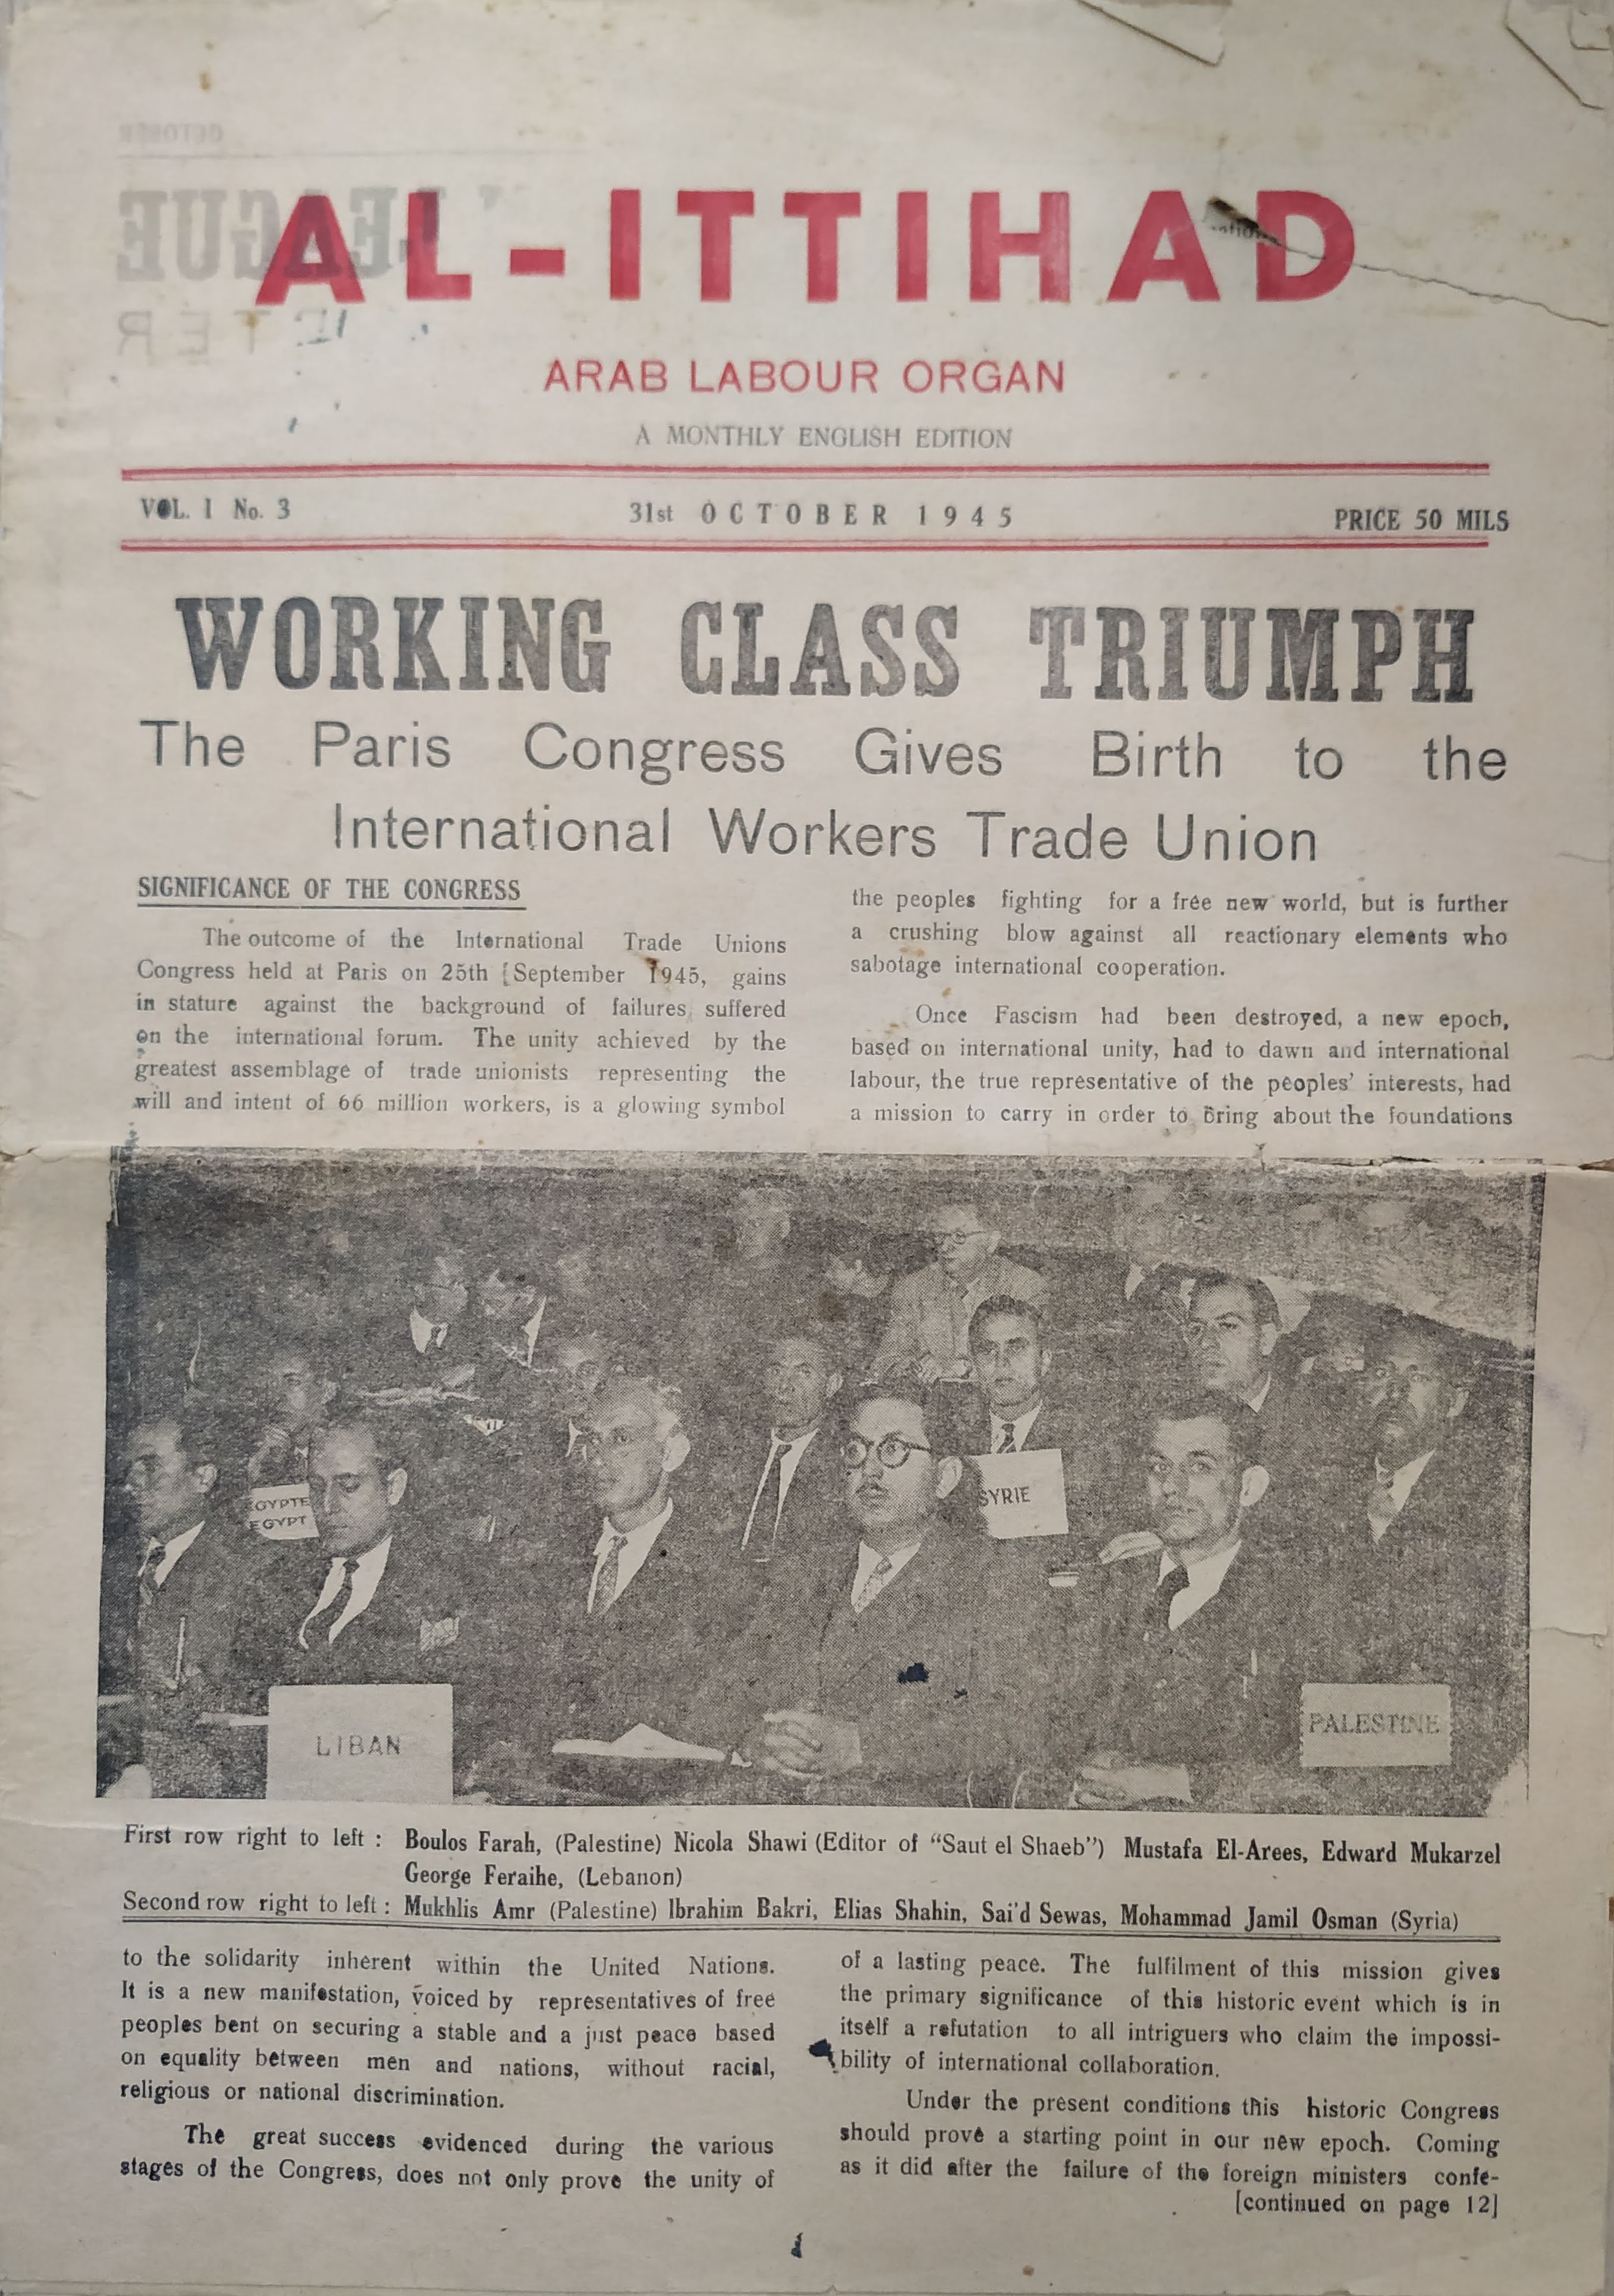 AL-ITTIHAD
ARAB LABOUR ORGAN
A MONTHLY ENGLISH EDITION
VOL. 1 No. 3
31st OCTOBER 1945
PRICE 50 MILS
WORKING CLASS TRIUMPH
The Paris Congress Gives Birth to the
International Workers Trade Union
SIGNIFICANCE OF THE CONGRESS
The outcome of the International Trade Unions
Congress held at Paris on 25th [September 1945, gains
in stature against the background of failures suffered
on the international forum. The unity achieved by the
greatest assemblage of trade unionists representing the
will and intent of 66 million workers, is a glowing symbol
the peoples fighting for a free new world, but is further
a crushing blow against all reactionary elements who
sabotage international cooperation.
Once Fascism had been destroyed, a new epoch,
based on international unity, had to dawn and international
labour, the true representative of the peoples' interests, had
a mission to carry in order to bring about the foundations
EGYPTE
EGYPT
SYRIE
LIBAN
PALESTINE
First row right to left : Boulos Farah, (Palestine) Nicola Shawi (Editor of "Saut el Shaeb") Mustafa El-Arees, Edward Mukarzel
George Feraihe, (Lebanon)
Second row right to left : Mukhlis Amr (Palestine) Ibrahim Bakri, Elias Shahin, Sai'd Sewas, Mohammad Jamil Osman (Syria)
to the solidarity inherent within the United Nations.
It is a new manifestation, voiced by representatives of free
peoples bent on securing a stable and a just peace based
on equality between men and nations, without racial,
religious or national discrimination.
The great success evidenced during the various
stages of the Congress, does not only prove the unity of
of a lasting peace. The fulfilment of this mission gives
the primary significance of this historic event which is in
itself a refutation to all intriguers who claim the impossi-
bility of international collaboration.
Under the present conditions this historic Congress
should prove a starting point in our new epoch. Coming
as it did after the failure of the foreign ministers confe-
[continued on page 12]